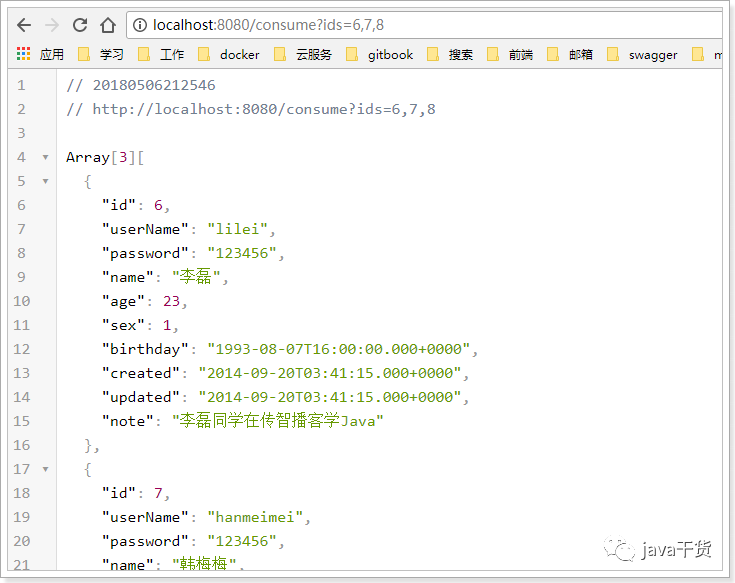 localhost:8080/consume?ids=6,7,8
应用 学习 工作 docker 云服务 gitbook 搜索 前端 邮箱 swagger m
1 // 20180506212546
2 // http://localhost:8080/consume?ids=6,7,8
3
4 Array[3][
5 {
6 "id": 6,
7 "userName": "lilei",
8 "password": "123456",
9 "name": "李磊",
10 "age": 23,
11 "sex": 1,
12 "birthday": "1993-08-07T16:00:00.000+0000",
13 "created": "2014-09-20T03:41:15.000+0000",
14 "updated": "2014-09-20T03:41:15.000+0000",
15 "note": "李磊同学在传智播客学Java"
16 },
17 {
18 "id": 7,
19 "userName": "hanmeimei",
20 "password": "123456",
21 "name": "韩梅梅",
java干货